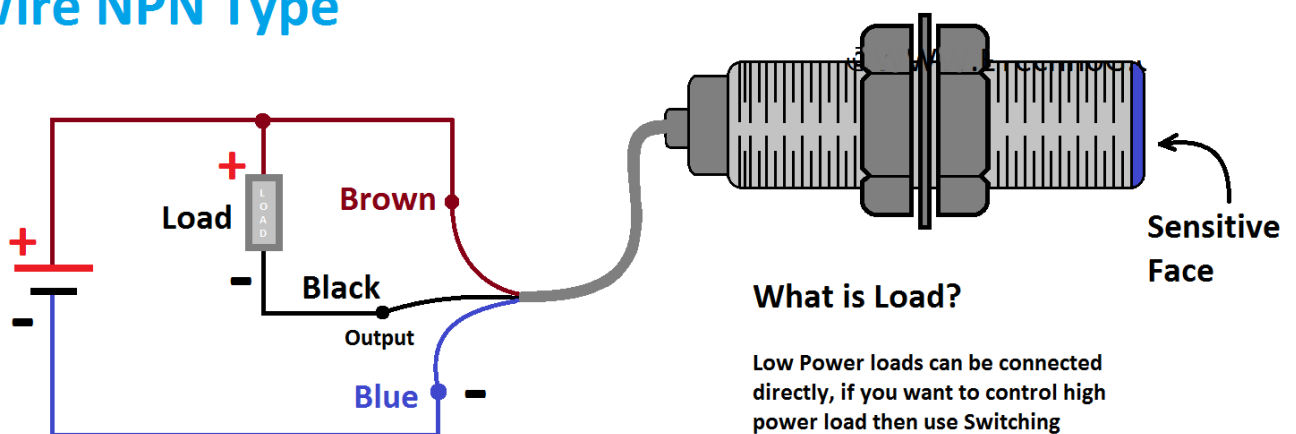 Wire NPN Type
+
LOAD
Load
-
Brown
+
-
Black
Output
Blue
-
Sensitive
Face
What is Load?
Low Power loads can be connected
directly, if you want to control high
power load then use Switching